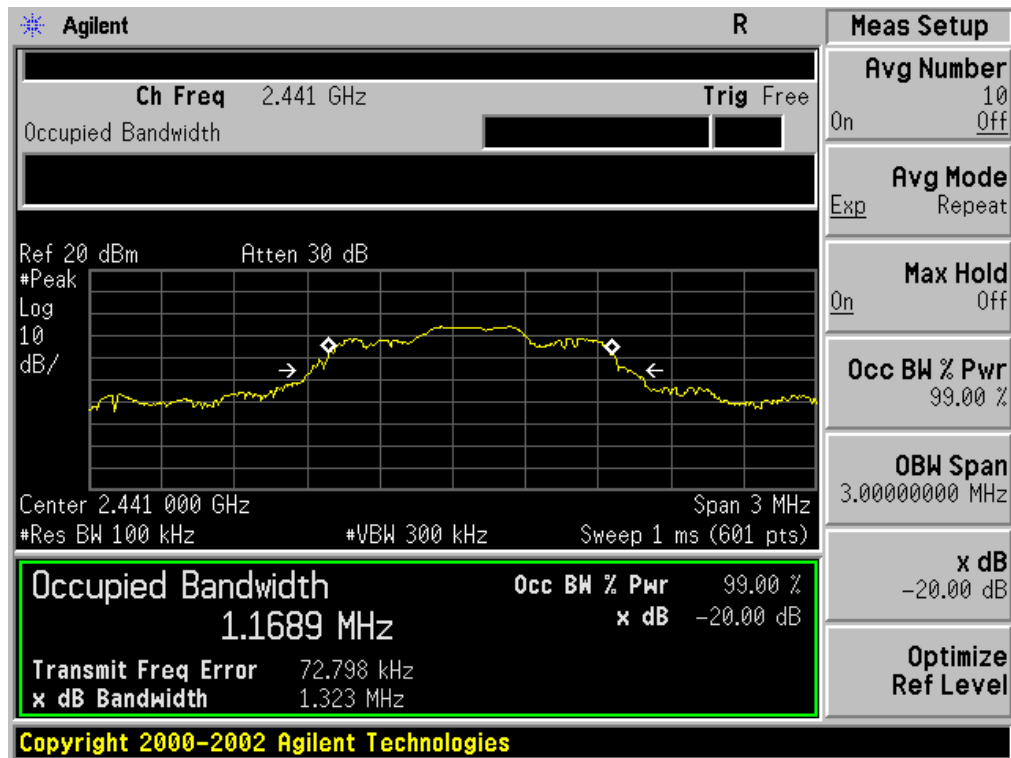 Agilent R
Ch Freq 2.441 GHz Trig Free
Occupied Bandwidth
Ref 20 dBm Atten 30 dB
#Peak
Log
10
dB/
Center 2.441 000 GHz Span 3 MHz
#Res BW 100 kHz #VBW 300 kHz Sweep 1 ms (601 pts)
Occupied Bandwidth Occ BW % Pwr 99.00 %
1.1689 MHz x dB -20.00 dB
Transmit Freq Error 72.798 kHz
x dB Bandwidth 1.323 MHz
Copyright 2000-2002 Agilent Technologies
Meas Setup
Avg Number
10
On Off
Avg Mode
Exp Repeat
Max Hold
On Off
Occ BW % Pwr
99.00 %
OBW Span
3.00000000 MHz
x dB
-20.00 dB
Optimize
Ref Level